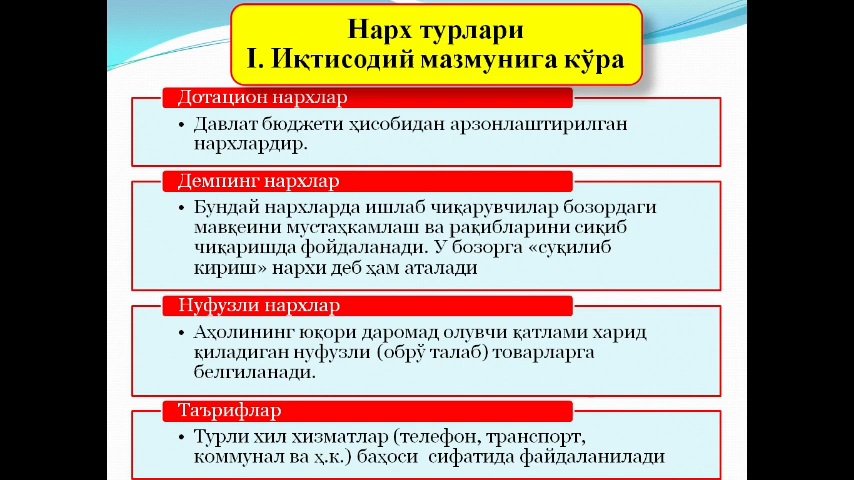 Нарх турлари
I. Иқтисодий мазмунига кўра
Дотацион нархлар
• Давлат бюджети ҳисобидан арзонлаштирилган
нархлардир.
Демпинг нархлар
• Бундай нархларда ишлаб чиқарувчилар бозордаги
мавқеини мустаҳкамлаш ва рақибларини сиқиб
чиқаришда фойдаланади. У бозорга «суқилиб
кириш» нархи деб ҳам аталади
Нуфузли нархлар
• Аҳолининг юқори даромад олувчи қатлами харид
қиладиган нуфузли (обрў талаб) товарларга
белгиланади.
Таърифлар
• Турли хил хизматлар (телефон, транспорт,
коммунал ва ҳ.к.) баҳоси сифатида файдаланилади